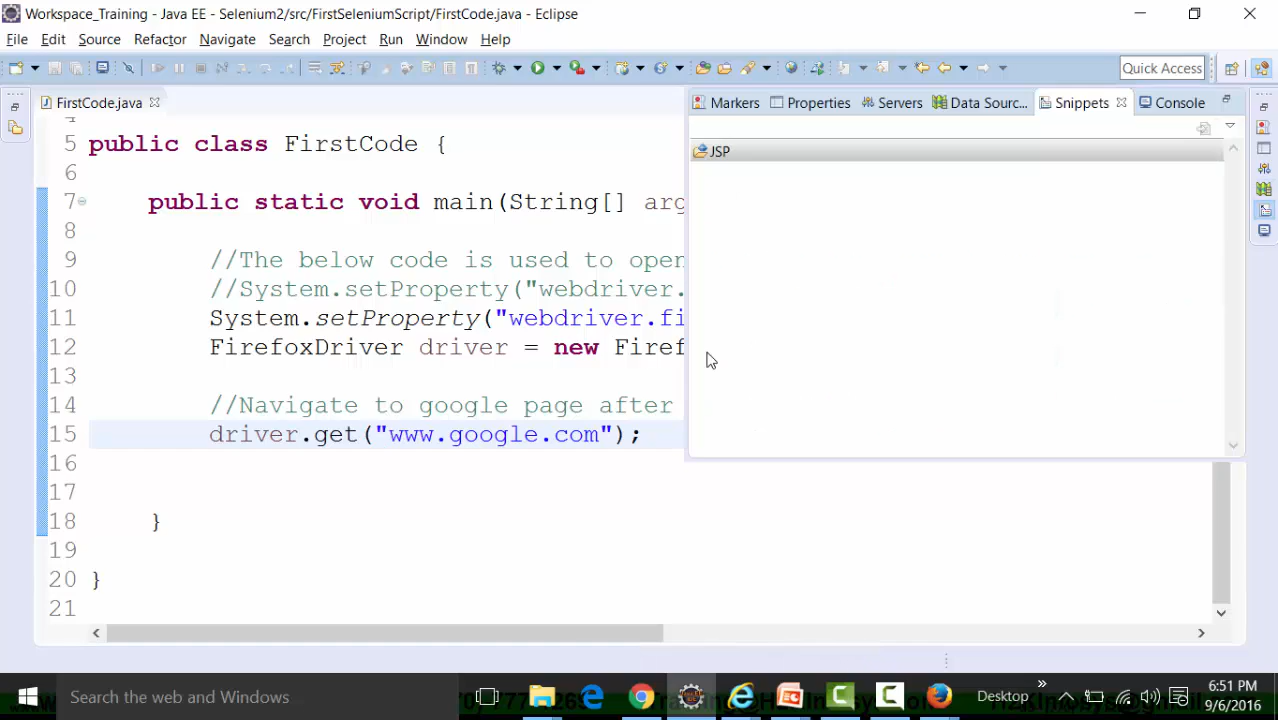 Workspace_Training - Java EE - Selenium2/src/FirstSeleniumScript/FirstCode.java - Eclipse
File Edit Source Refactor Navigate Search Project Run Window Help
Quick Access
FirstCode.java
Markers Properties Servers Data Sourc... Snippets Console
JSP
4
5 public class FirstCode {
6
7 public static void main(String[] arg
8
9 //The below code is used to open
10 //System.setProperty("webdriver.
11 System.setProperty("webdriver.fi
12 FirefoxDriver driver = new Firef
13
14 //Navigate to google page after
15 driver.get("www.google.com");
16
17
18 }
19
20 }
21
Search the web and Windows
Desktop
6:51 PM
9/6/2016